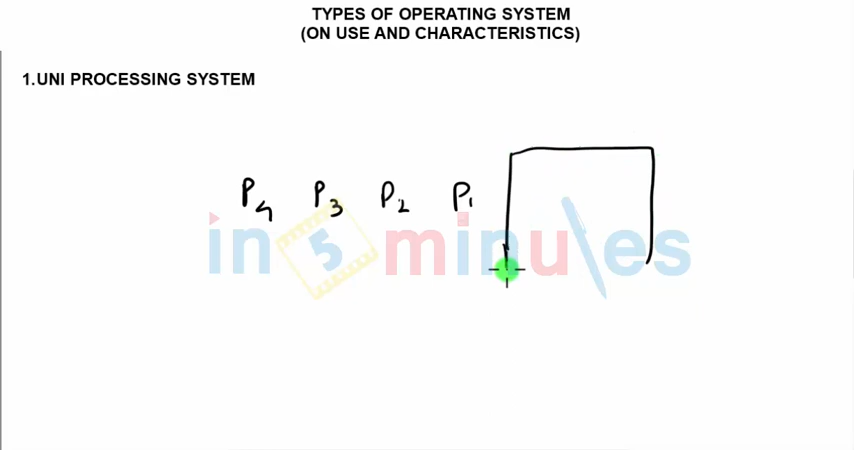 TYPES OF OPERATING SYSTEM
(ON USE AND CHARACTERISTICS)
1.UNI PROCESSING SYSTEM
P4 P3 P2 P1
in 5 minutes